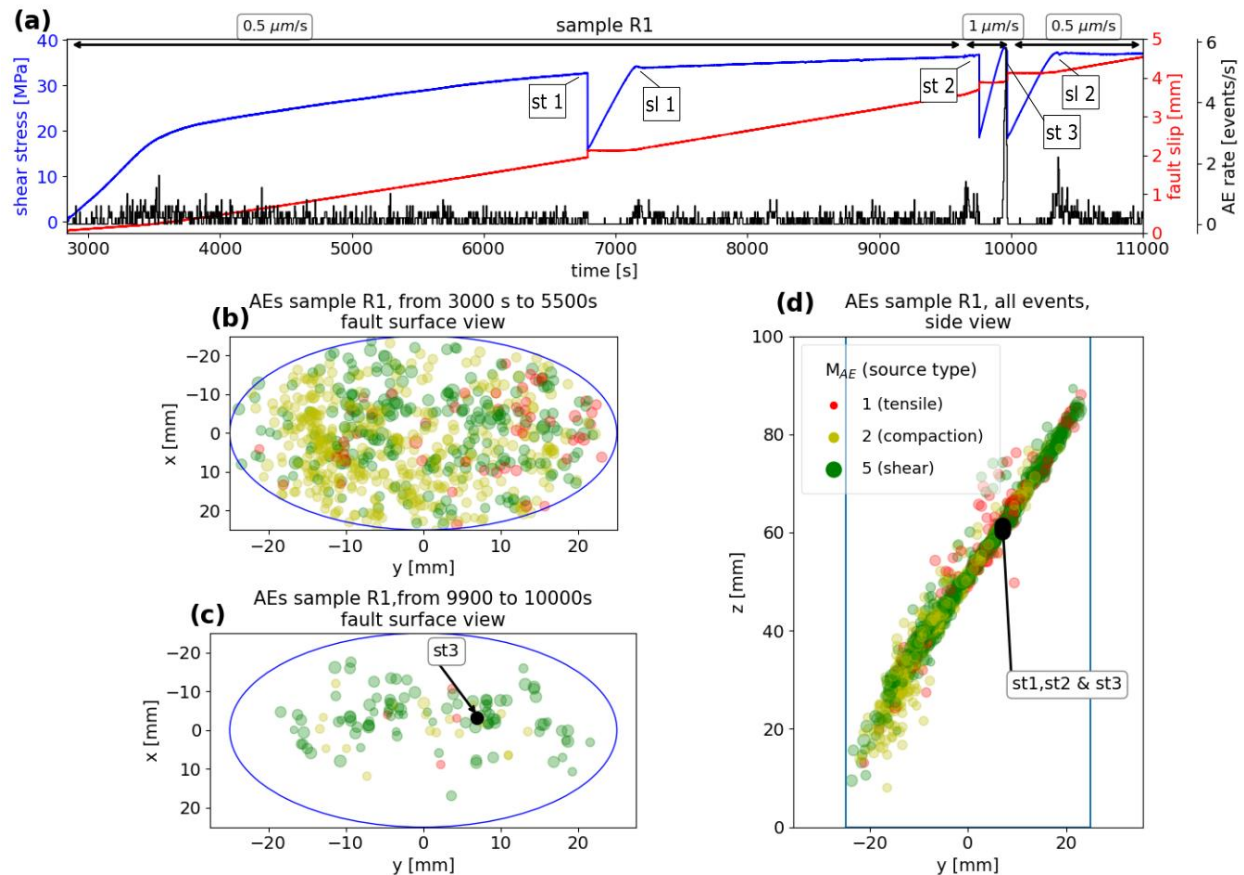 (a)
0.5 μm/s
sample R1
1 μm/s
0.5 μm/s
shear stress [MPa]
40
30
20
10
0
st 1
sl 1
st 2
st 3
sl 2
5
4
3
2
1
0
fault slip [mm]
6
4
2
0
AE rate [events/s]
3000
4000
5000
6000
7000
8000
9000
10000
11000
time [s]
(b)
AEs sample R1, from 3000 s to 5500s
fault surface view
x [mm]
−20
−10
0
10
20
−20
−10
0
10
20
y [mm]
(c)
AEs sample R1,from 9900 to 10000s
fault surface view
st3
x [mm]
−20
−10
0
10
20
−20
−10
0
10
20
y [mm]
(d)
AEs sample R1, all events,
side view
M_AE (source type)
1 (tensile)
2 (compaction)
5 (shear)
st1,st2 & st3
z [mm]
100
80
60
40
20
0
−20
0
20
y [mm]